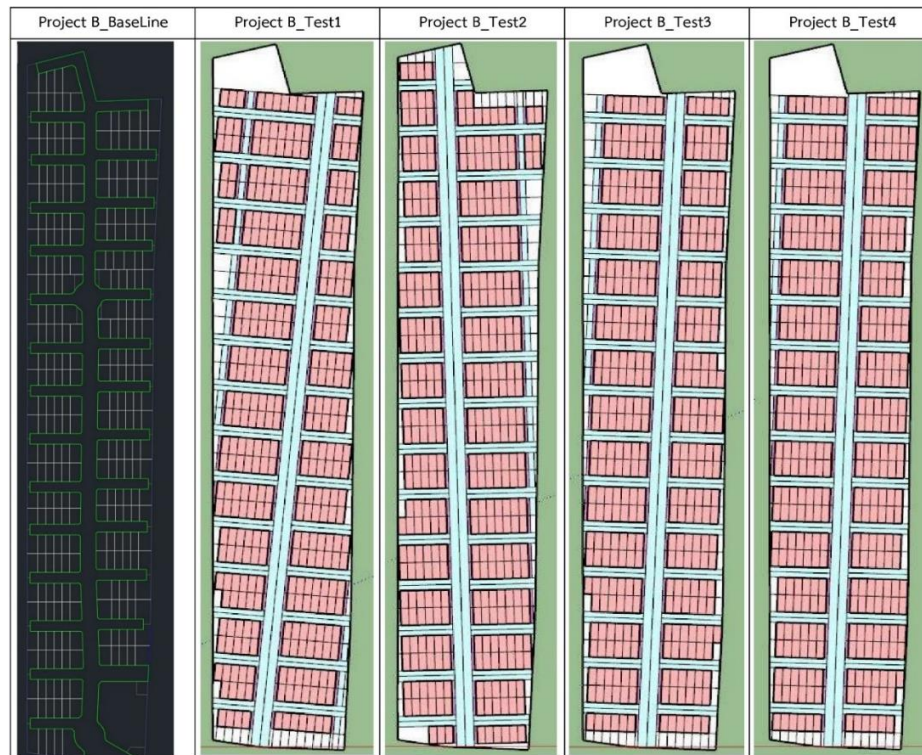 Project B_BaseLine
Project B_Test1
Project B_Test2
Project B_Test3
Project B_Test4